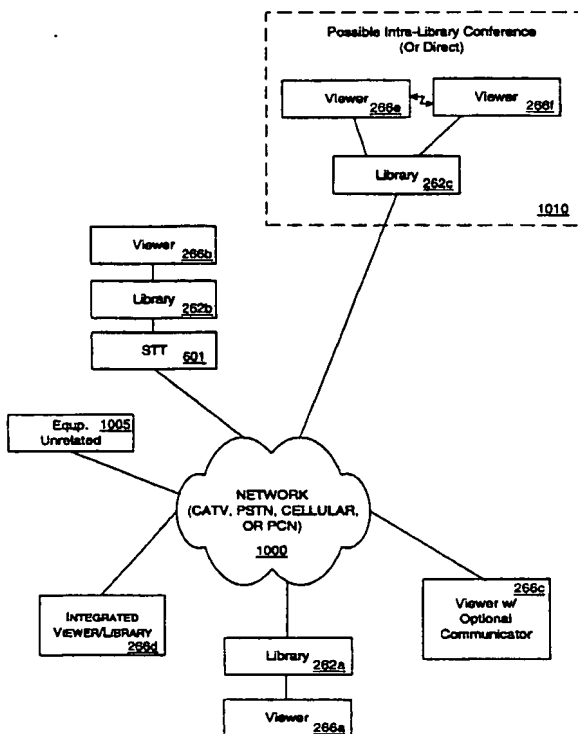 Possible Intra-Library Conference
(Or Direct)
Viewer
266e
Viewer
266f
Library
262c
1010
Viewer
266b
Library
262b
STT
601
Equp. 1005
Unrelated
NETWORK
(CATV, PSTN, CELLULAR,
OR PCN)
1000
INTEGRATED
VIEWER/LIBRARY
266d
266c
Viewer w/
Optional
Communicator
Library
262a
Viewer
266a